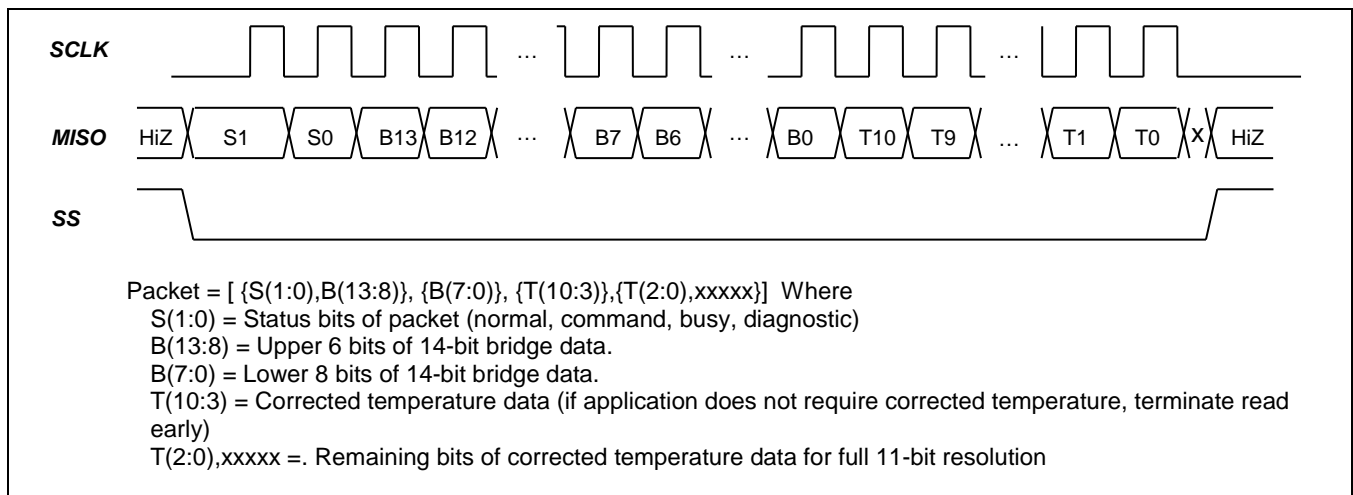 SCLK ... ... ...
MISO HiZ S1 S0 B13 B12 ... B7 B6 ... B0 T10 T9 ... T1 T0 x HiZ
SS
Packet = [ {S(1:0),B(13:8)}, {B(7:0)}, {T(10:3)},{T(2:0),xxxxx}] Where
S(1:0) = Status bits of packet (normal, command, busy, diagnostic)
B(13:8) = Upper 6 bits of 14-bit bridge data.
B(7:0) = Lower 8 bits of 14-bit bridge data.
T(10:3) = Corrected temperature data (if application does not require corrected temperature, terminate read
early)
T(2:0),xxxxx =. Remaining bits of corrected temperature data for full 11-bit resolution